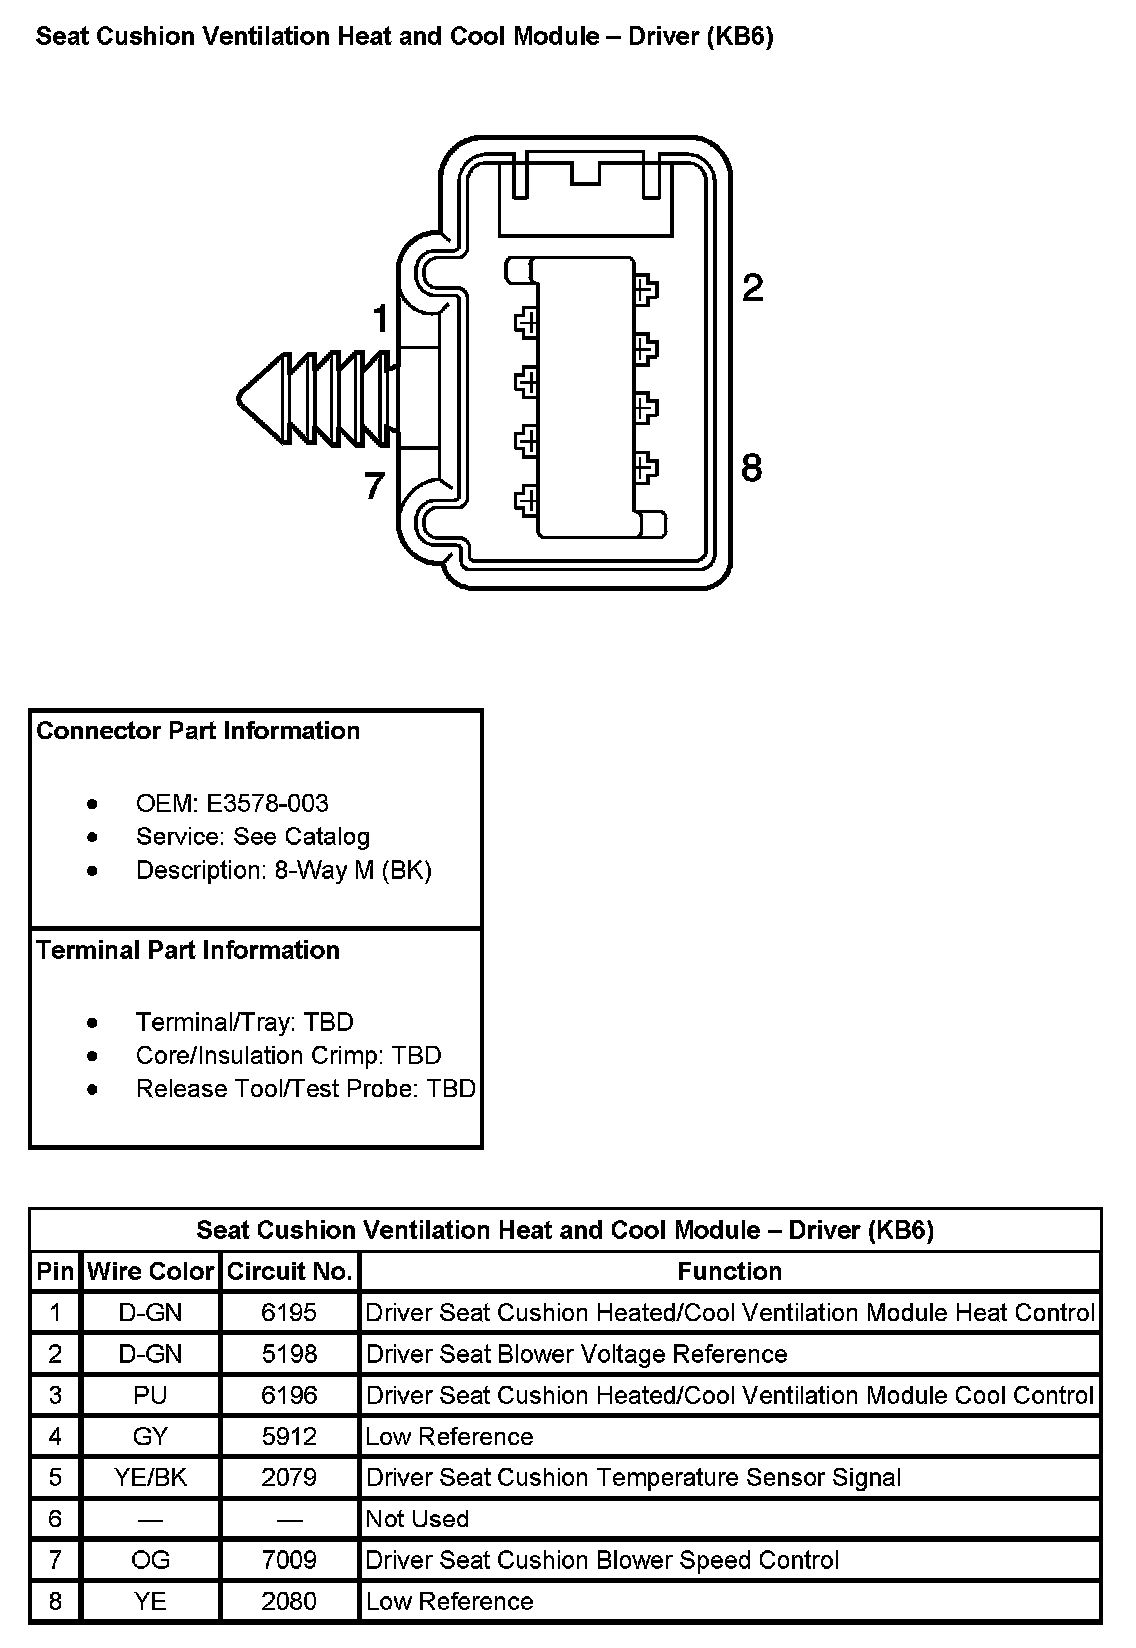 Seat Cushion Ventilation Heat and Cool Module – Driver (KB6)
2
1
7
8
Connector Part Information
● OEM: E3578-003
● Service: See Catalog
● Description: 8-Way M (BK)
Terminal Part Information
● Terminal/Tray: TBD
● Core/Insulation Crimp: TBD
● Release Tool/Test Probe: TBD
Seat Cushion Ventilation Heat and Cool Module – Driver (KB6)
Pin Wire Color Circuit No. Function
1 D-GN 6195 Driver Seat Cushion Heated/Cool Ventilation Module Heat Control
2 D-GN 5198 Driver Seat Blower Voltage Reference
3 PU 6196 Driver Seat Cushion Heated/Cool Ventilation Module Cool Control
4 GY 5912 Low Reference
5 YE/BK 2079 Driver Seat Cushion Temperature Sensor Signal
6 — — Not Used
7 OG 7009 Driver Seat Cushion Blower Speed Control
8 YE 2080 Low Reference